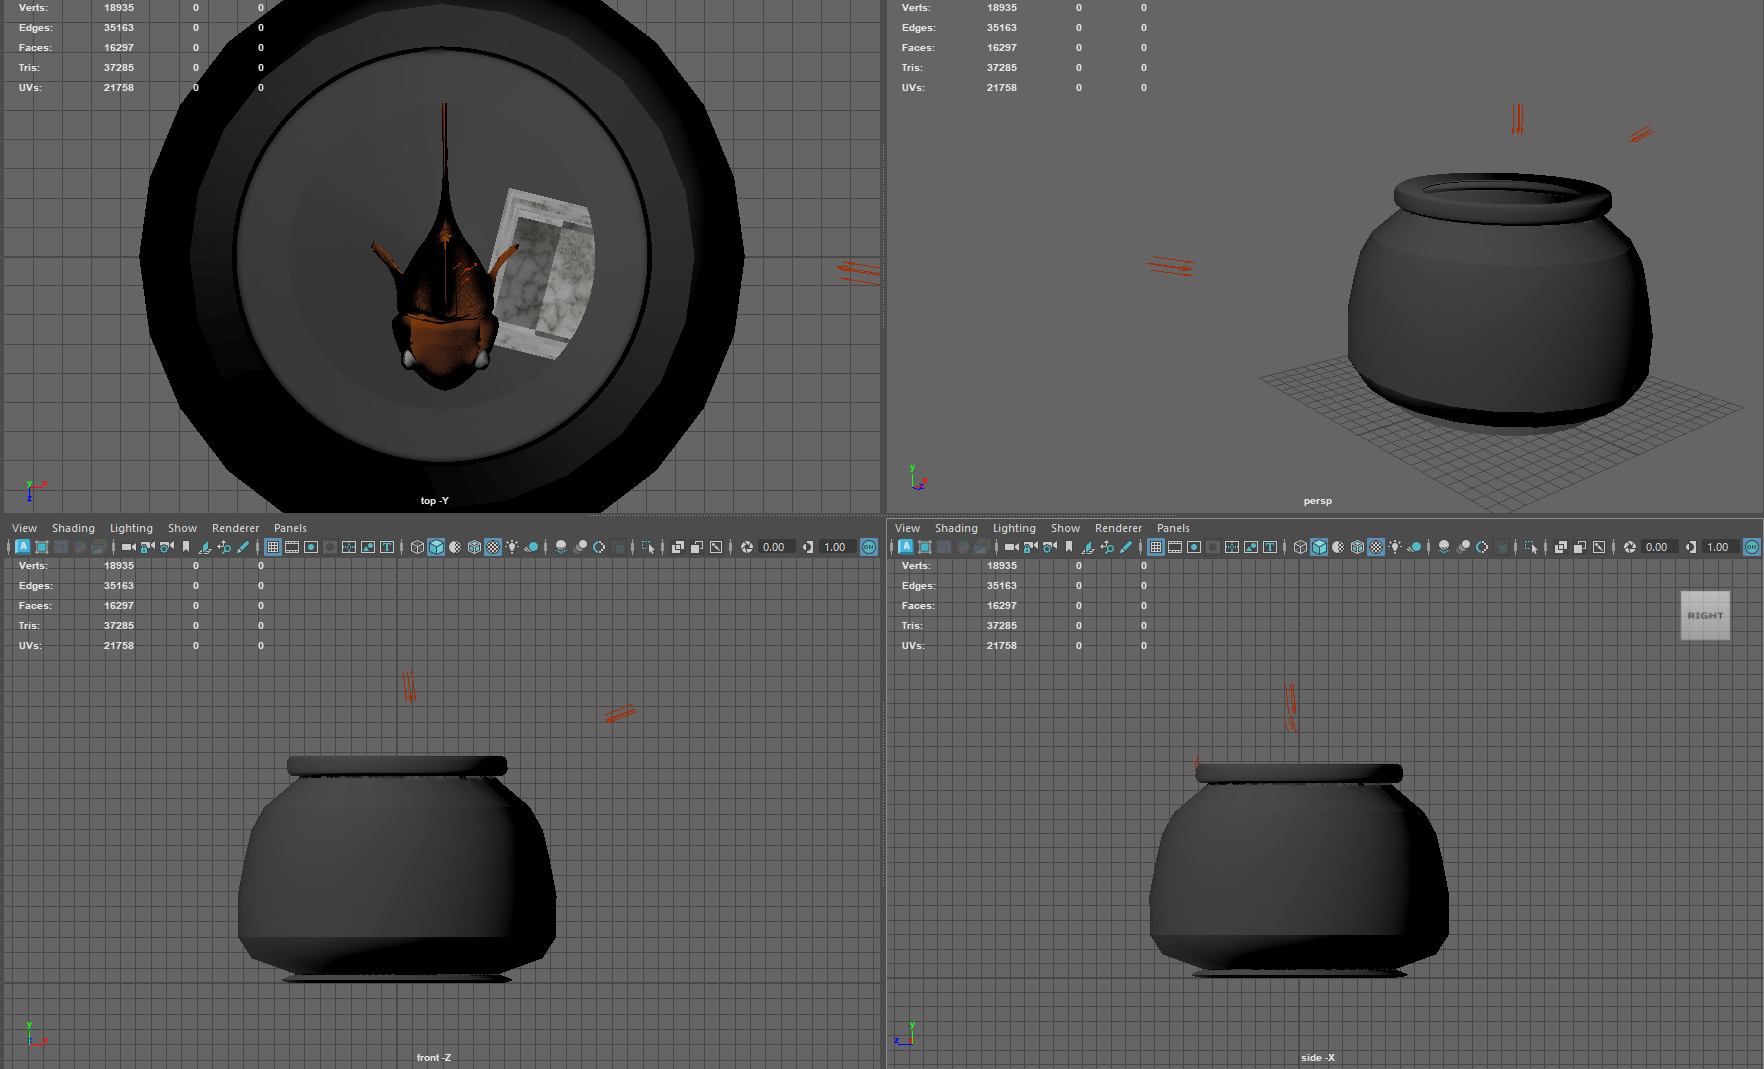 Verts: 18935 0 0
Edges: 35163 0 0
Faces: 16297 0 0
Tris: 37285 0 0
UVs: 21758 0 0
y x
z
top -Y
Verts: 18935 0 0
Edges: 35163 0 0
Faces: 16297 0 0
Tris: 37285 0 0
UVs: 21758 0 0
y
x
z
persp
View Shading Lighting Show Renderer Panels
A T 0.00 1.00 ON
Verts: 18935 0 0
Edges: 35163 0 0
Faces: 16297 0 0
Tris: 37285 0 0
UVs: 21758 0 0
y
z x
front -Z
View Shading Lighting Show Renderer Panels
A T 0.00 1.00 ON
Verts: 18935 0 0
Edges: 35163 0 0
Faces: 16297 0 0
Tris: 37285 0 0
UVs: 21758 0 0
RIGHT
y
z
side -X